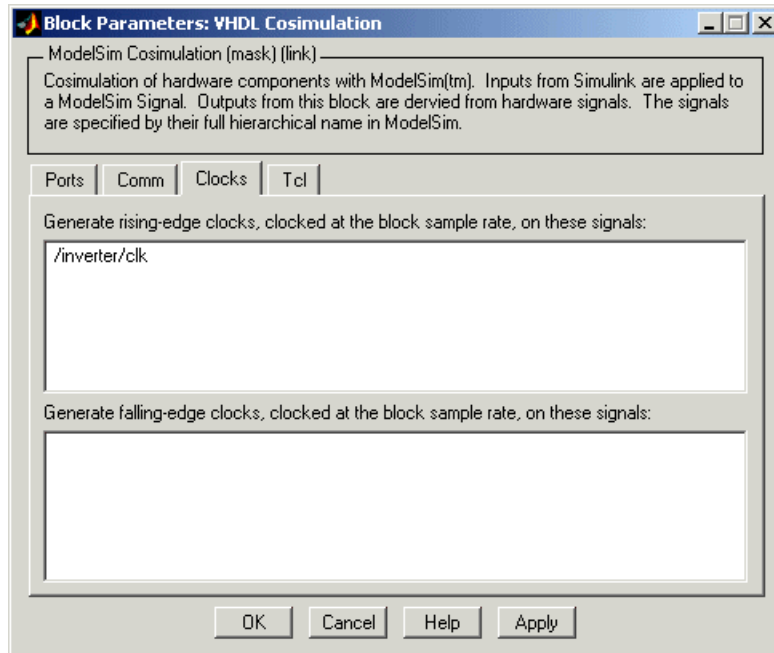 Block Parameters: VHDL Cosimulation
ModelSim Cosimulation (mask) (link)
Cosimulation of hardware components with ModelSim(tm). Inputs from Simulink are applied to
a ModelSim Signal. Outputs from this block are dervied from hardware signals. The signals
are specified by their full hierarchical name in ModelSim.
Ports Comm Clocks Tcl
Generate rising-edge clocks, clocked at the block sample rate, on these signals:
/inverter/clk
Generate falling-edge clocks, clocked at the block sample rate, on these signals:
OK Cancel Help Apply